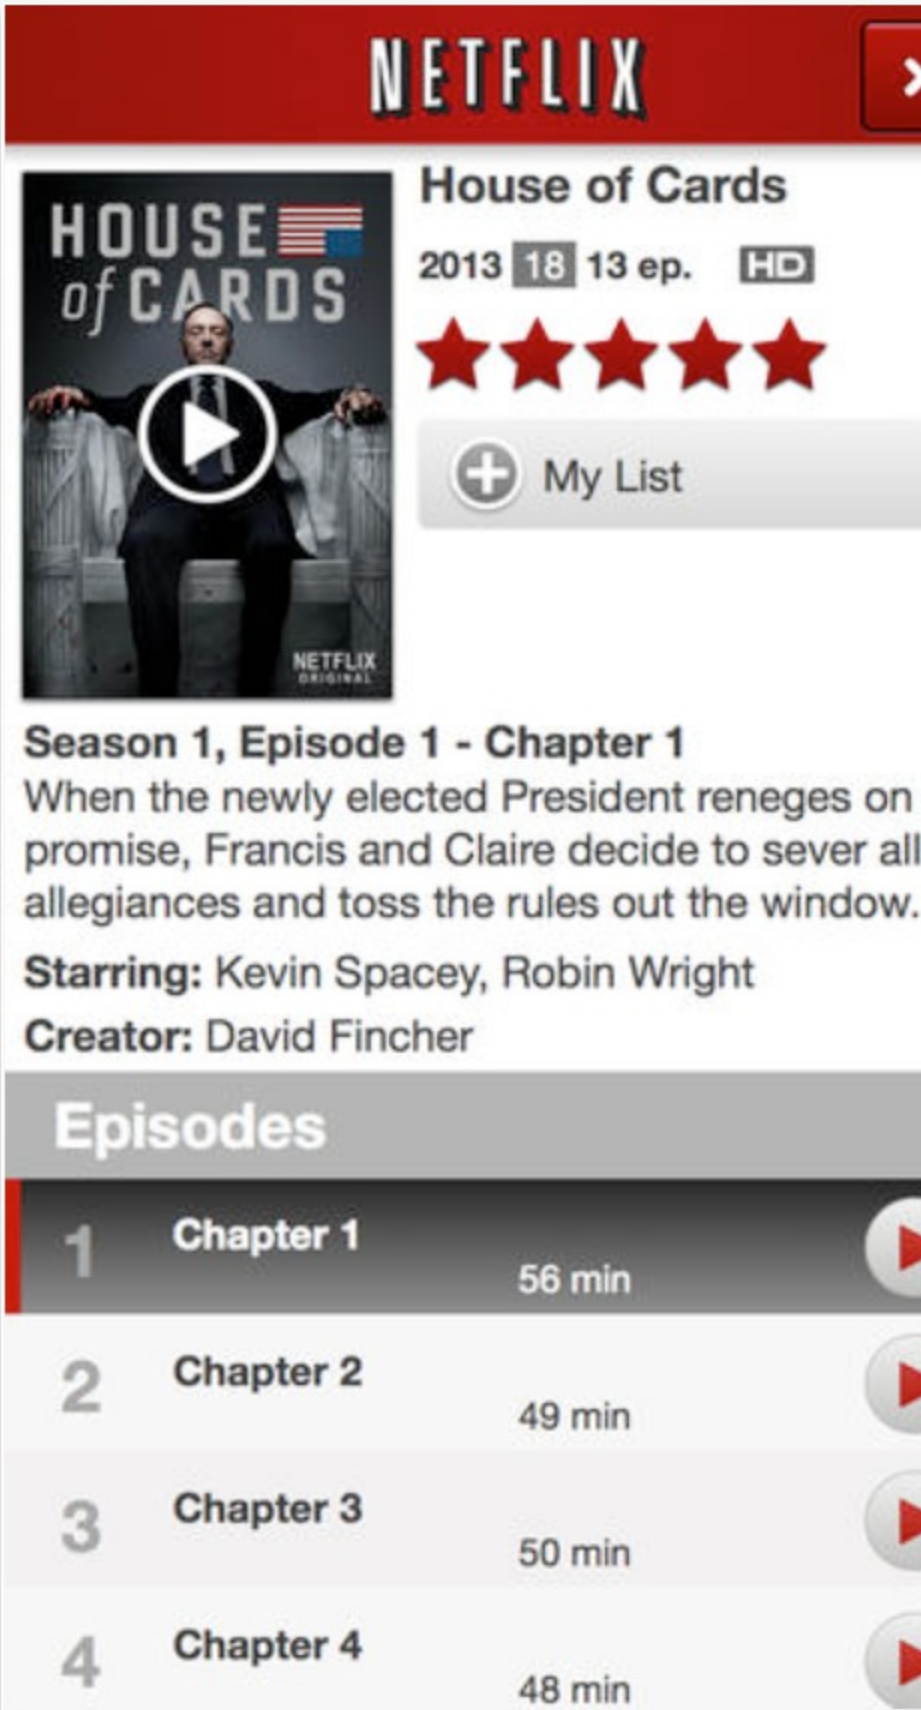 NETFLIX
HOUSE
of CARDS
NETFLIX
ORIGINAL
House of Cards
2013 18 13 ep. HD
My List
Season 1, Episode 1 - Chapter 1
When the newly elected President reneges on
promise, Francis and Claire decide to sever all
allegiances and toss the rules out the window.
Starring: Kevin Spacey, Robin Wright
Creator: David Fincher
Episodes
1 Chapter 1
56 min
2 Chapter 2
49 min
3 Chapter 3
50 min
4 Chapter 4
48 min